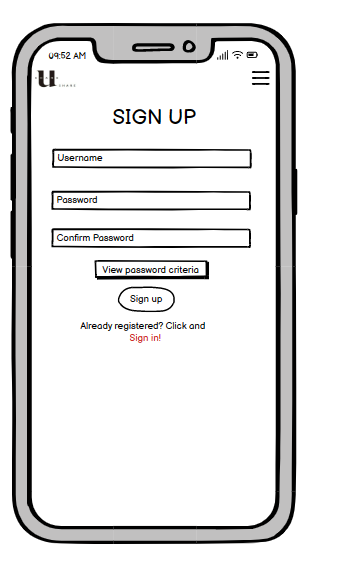 09:52 AM
U
SHARE
SIGN UP
Username
Password
Confirm Password
View password criteria
Sign up
Already registered? Click and
Sign in!